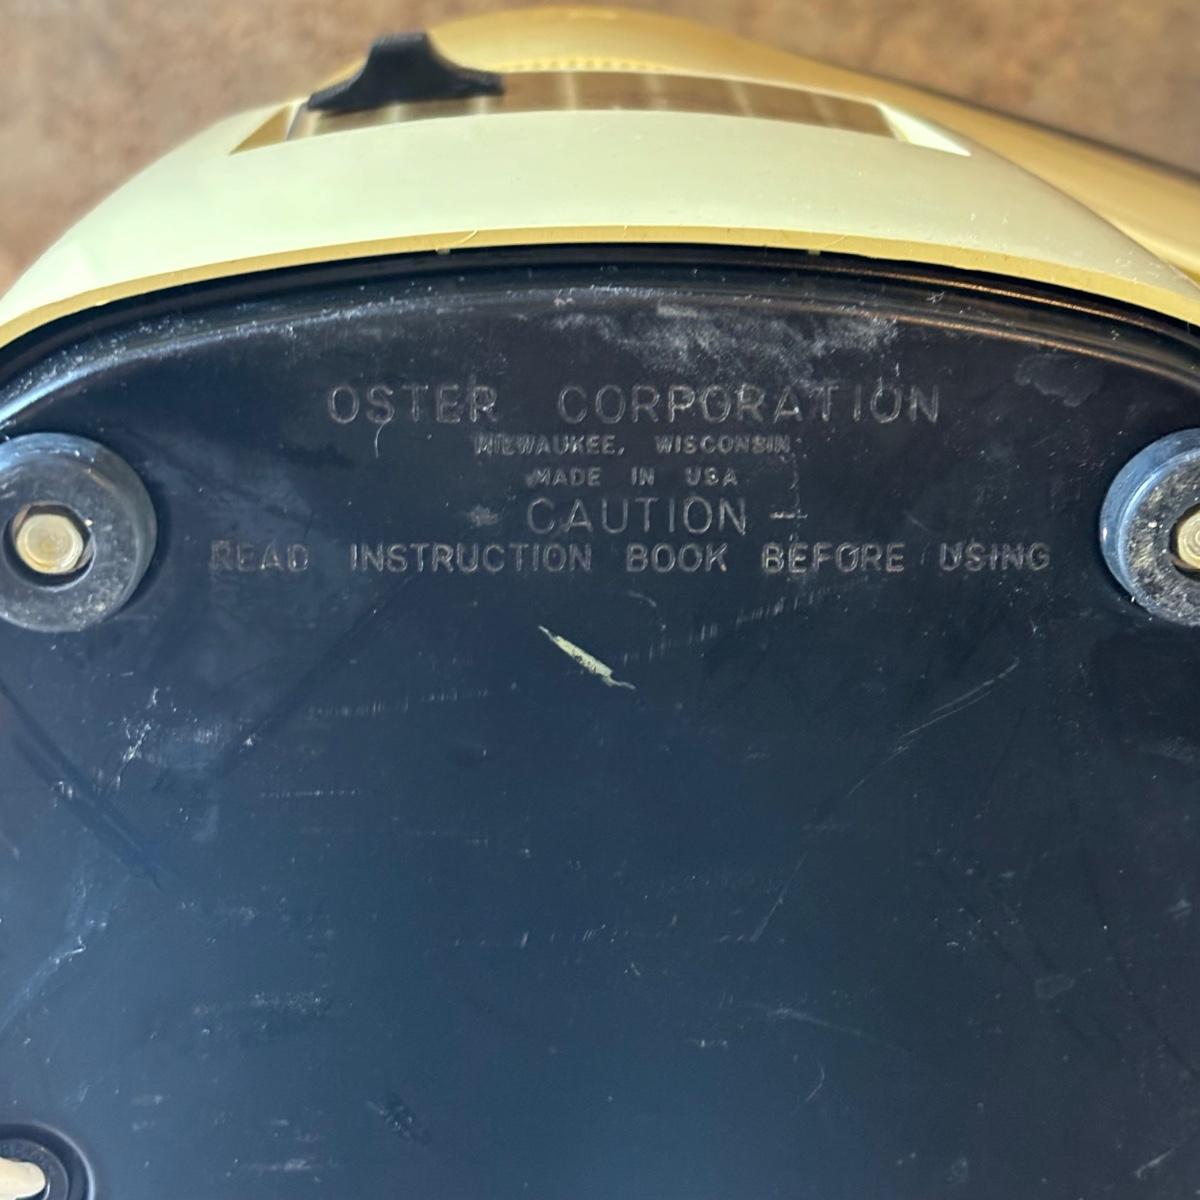 OSTER CORPORATION
MILWAUKEE, WISCONSIN
MADE IN USA
CAUTION
READ INSTRUCTION BOOK BEFORE USING